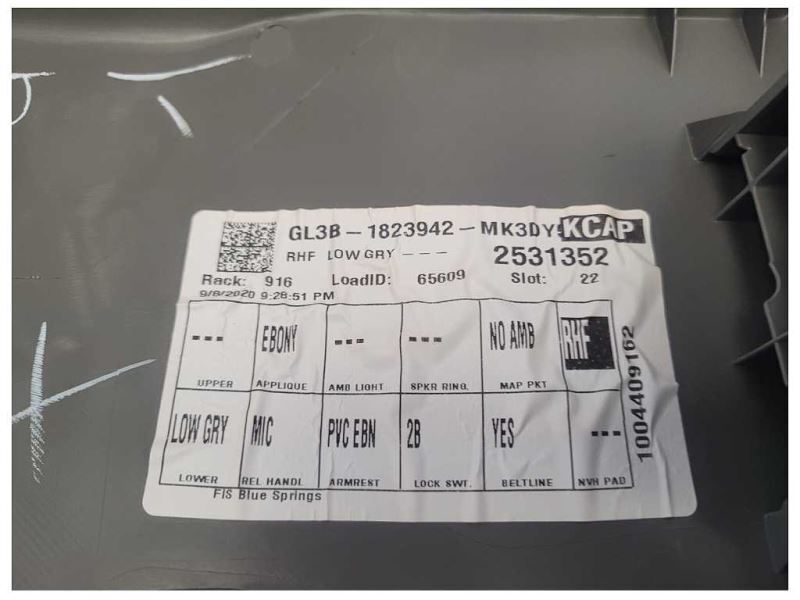 GL3B-1823942-MK3DY KCAP
RHF LOW GRY --- 2531352
Rack: 916 LoadID: 65609 Slot: 22
9/8/2020 9:28:51 PM
--- EBONY --- --- NO AMB RHF
UPPER APPLIQUE AMB LIGHT SPKR RING. MAP PKT
LOW GRY MIC PVC EBN 2B YES ---
LOWER REL HANDL ARMREST LOCK SWT. BELTLINE NVH PAD
FIS Blue Springs
1004409162